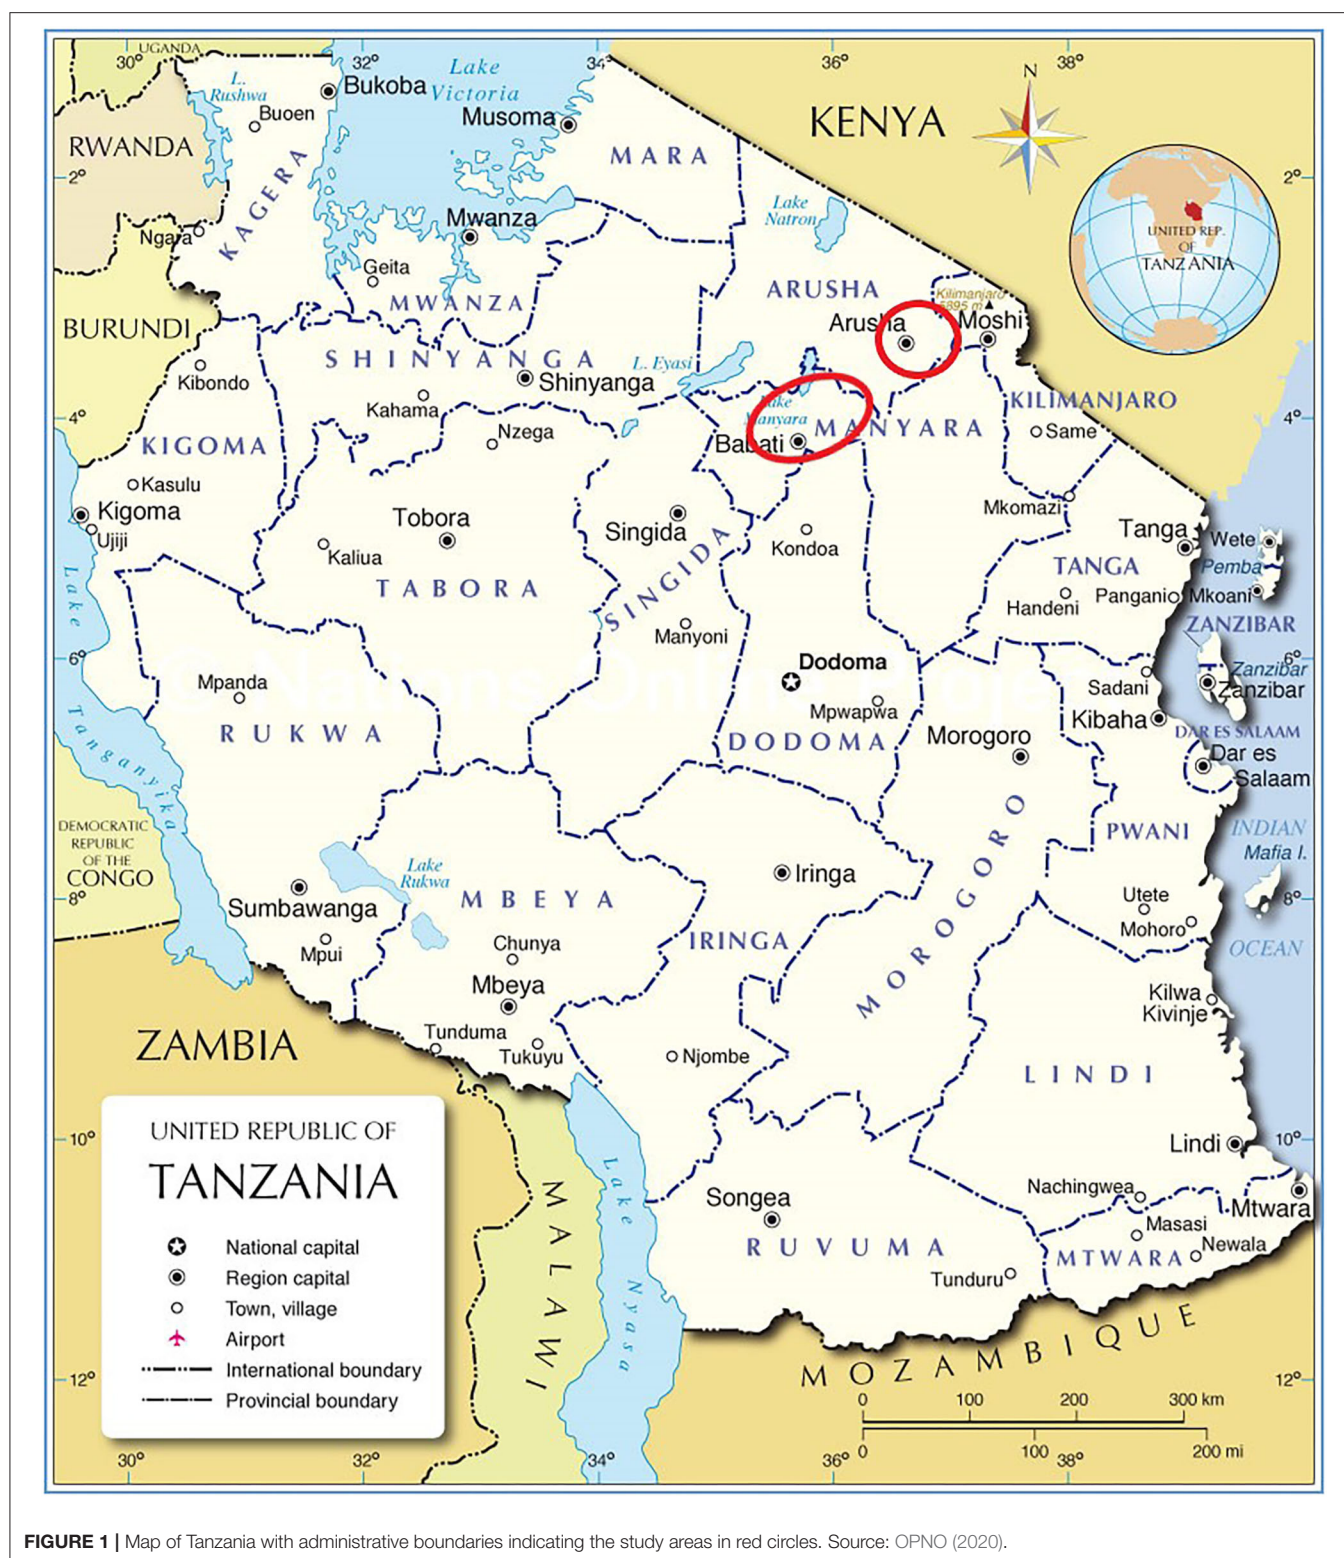 UGANDA
30°
32°
34°
36°
38°
N
L.
Rushwa
Bukoba
Lake
Victoria
Buoen
Musoma
KENYA
RWANDA
MARA
2°
2°
KAGERA
Lake
Natron
Mwanza
Ngara
UNITED REP.
OF
TANZANIA
Geita
MWANZA
ARUSHA
Kilimanjaro
5895 m
BURUNDI
Arusha
Moshi
SHINYANGA
L. Eyasi
Kibondo
Shinyanga
Kahama
Lake
Manyara
KILIMANJARO
4°
4°
Nzega
MANYARA
Same
KIGOMA
Babati
Kasulu
Kigoma
Ujiji
Tobora
Singida
Mkomazi
Tanga
Wete
Kaliua
Kondoa
TANGA
Pemba
TABORA
SINGIDA
Handeni
Pangani
Mkoani
Lake Tanganyika
Manyoni
ZANZIBAR
6°
6°
© Nations Online Project
Dodoma
Zanzibar
Mpanda
Sadani
Zanzibar
Mpwapwa
Kibaha
RUKWA
DODOMA
Morogoro
DAR ES SALAAM
Dar es
Salaam
DEMOCRATIC
REPUBLIC
OF THE
CONGO
PWANI
INDIAN
Mafia I.
Lake
Rukwa
Iringa
MOROGORO
8°
8°
MBEYA
Utete
Sumbawanga
Mohoro
Mpui
Chunya
IRINGA
OCEAN
Mbeya
Kilwa
Kivinje
ZAMBIA
Tunduma
Tukuyu
Njombe
LINDI
UNITED REPUBLIC OF
TANZANIA
10°
10°
Lindi
MALAWI
Lake Nyasa
Songea
Nachingwea
Mtwara
Masasi
Newala
RUVUMA
MTWARA
Tunduru
National capital
Region capital
Town, village
Airport
International boundary
Provincial boundary
MOZAMBIQUE
12°
12°
0 100 200 300 km
0 100 200 mi
30°
32°
34°
36°
38°
FIGURE 1 | Map of Tanzania with administrative boundaries indicating the study areas in red circles. Source: OPNO (2020).